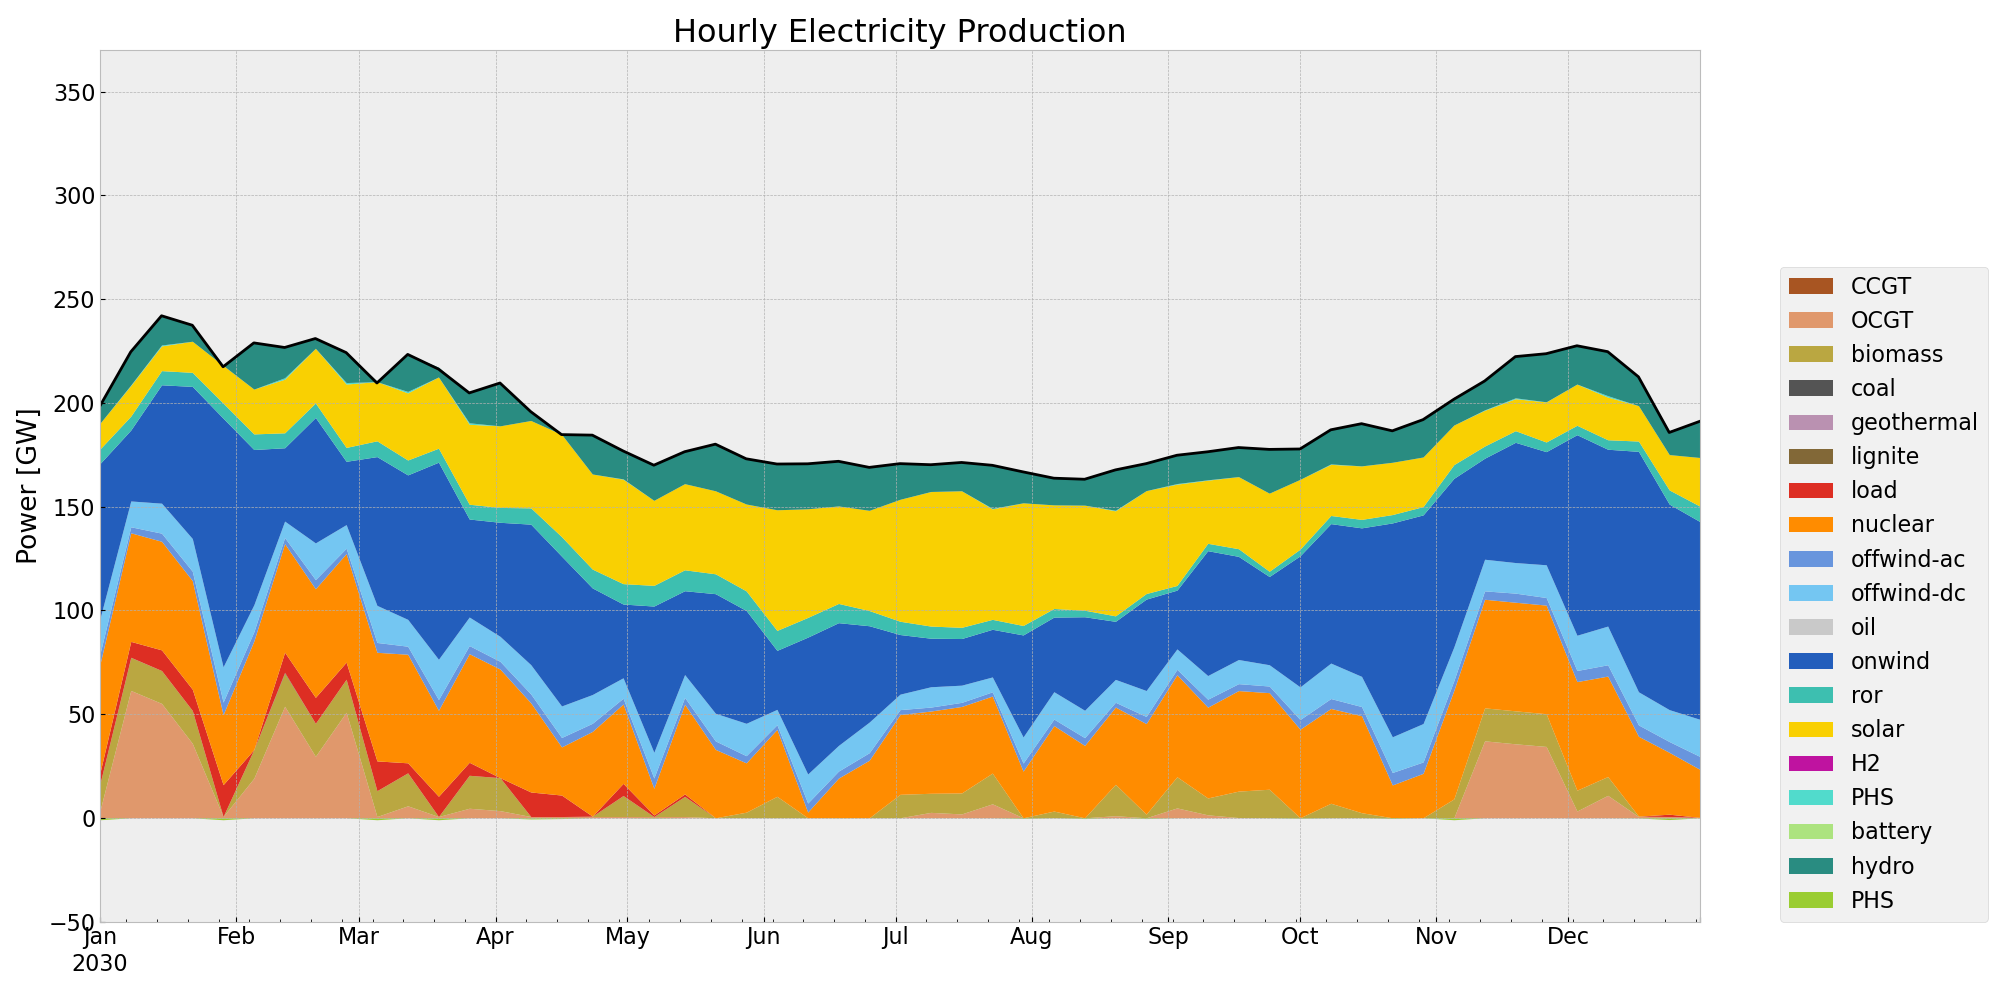 Hourly Electricity Production
Power [GW]
350
300
250
200
150
100
50
0
−50
Jan Feb Mar Apr May Jun Jul Aug Sep Oct Nov Dec
2030
CCGT
OCGT
biomass
coal
geothermal
lignite
load
nuclear
offwind-ac
offwind-dc
oil
onwind
ror
solar
H2
PHS
battery
hydro
PHS